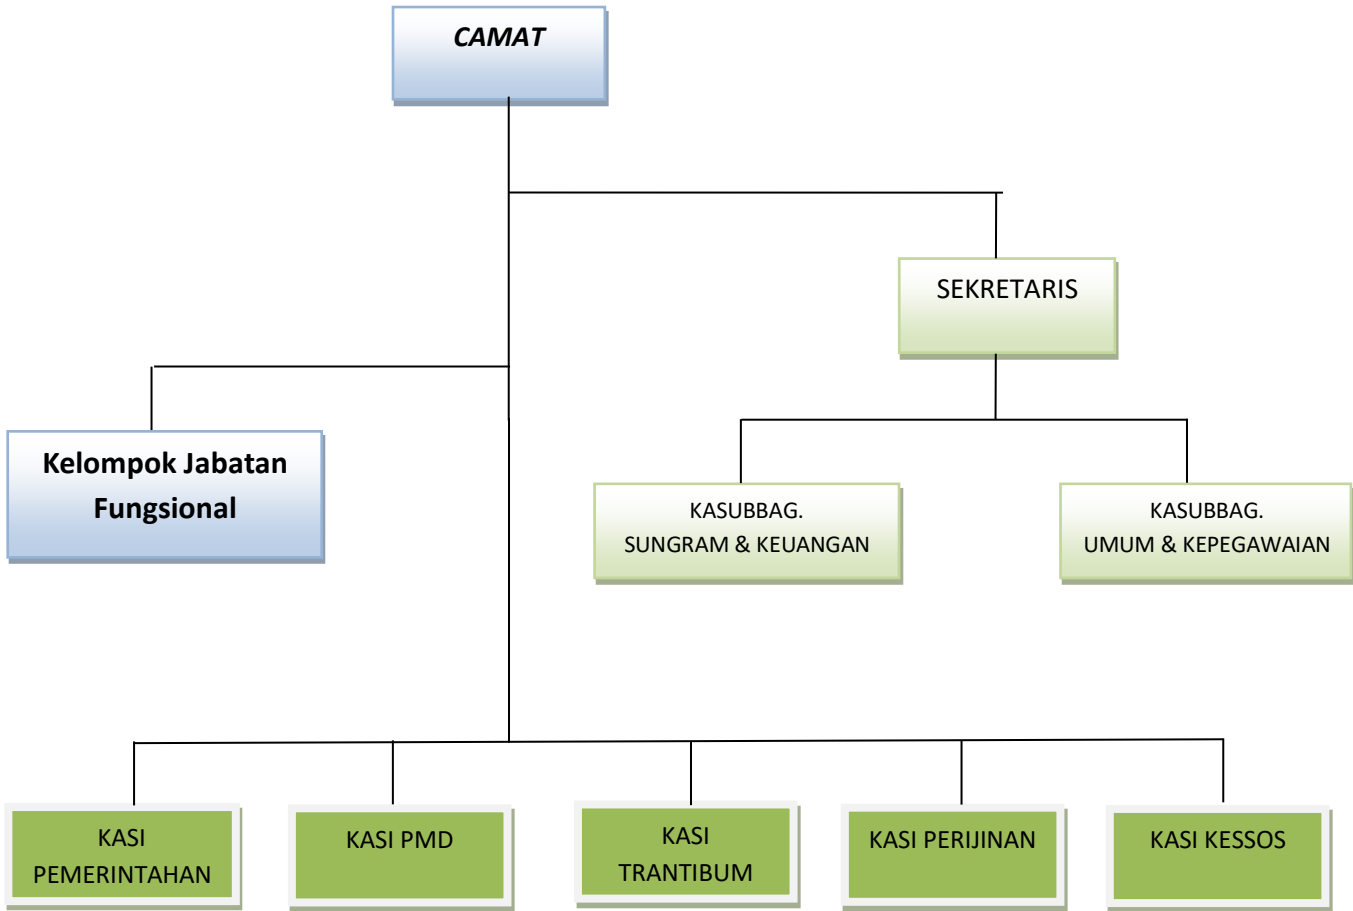 CAMAT
SEKRETARIS
Kelompok Jabatan
Fungsional
KASUBBAG.
SUNGRAM & KEUANGAN
KASUBBAG.
UMUM & KEPEGAWAIAN
KASI
PEMERINTAHAN
KASI PMD
KASI
TRANTIBUM
KASI PERIJINAN
KASI KESSOS